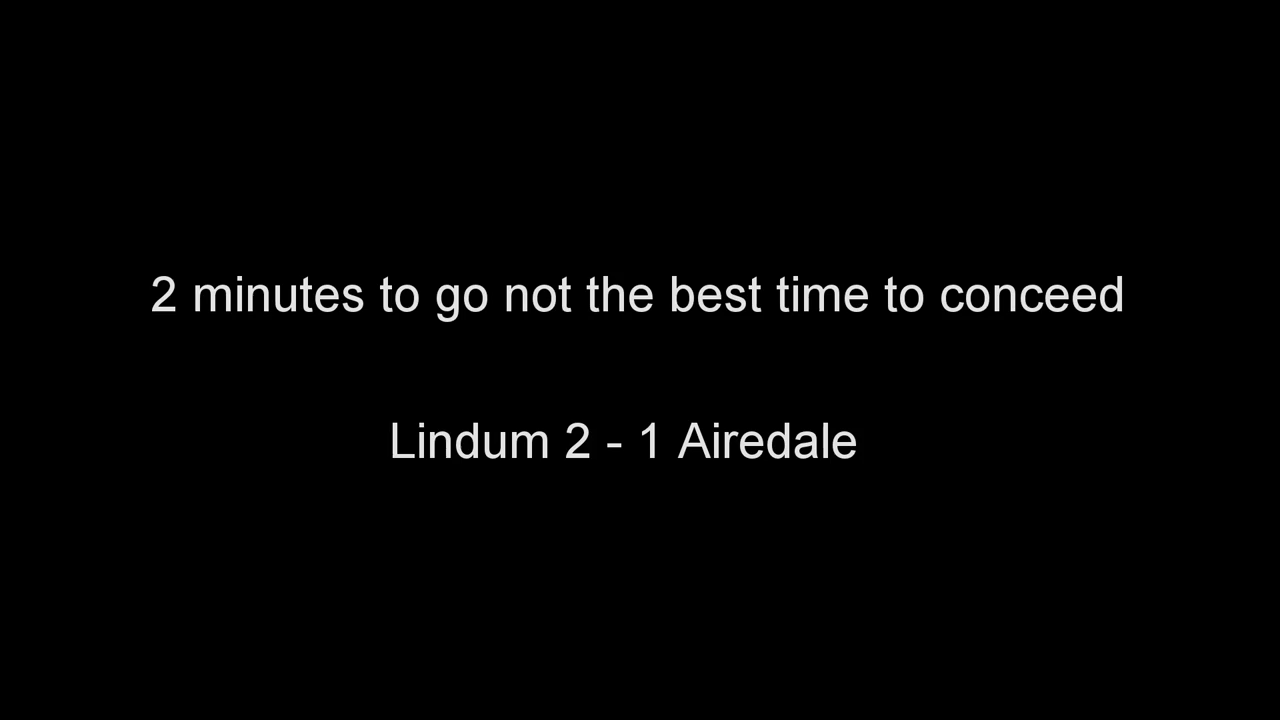 2 minutes to go not the best time to conceed
Lindum 2 - 1 Airedale